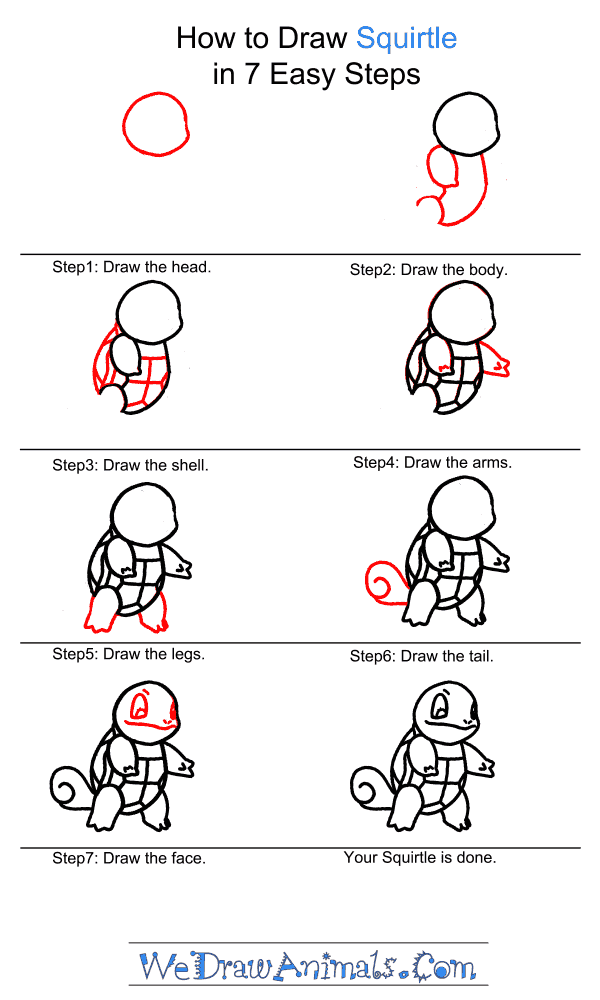 How to Draw Squirtle
in 7 Easy Steps
Step1: Draw the head.
Step2: Draw the body.
Step3: Draw the shell.
Step4: Draw the arms.
Step5: Draw the legs.
Step6: Draw the tail.
Step7: Draw the face.
Your Squirtle is done.
WeDrawAnimals.Com